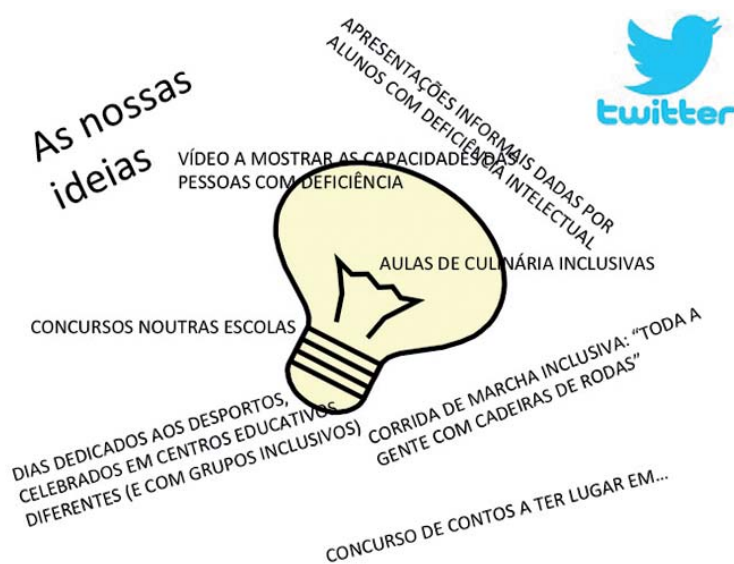 As nossas
ideias
APRESENTAÇÕES INFORMAIS DADAS POR
ALUNOS COM DEFICIÊNCIA INTELECTUAL
twitter
VÍDEO A MOSTRAR AS CAPACIDADES DAS
PESSOAS COM DEFICIÊNCIA
AULAS DE CULINÁRIA INCLUSIVAS
CONCURSOS NOUTRAS ESCOLAS
DIAS DEDICADOS AOS DESPORTOS,
CELEBRADOS EM CENTROS EDUCATIVOS
DIFERENTES (E COM GRUPOS INCLUSIVOS)
CORRIDA DE MARCHA INCLUSIVA: “TODA A
GENTE COM CADEIRAS DE RODAS”
CONCURSO DE CONTOS A TER LUGAR EM…